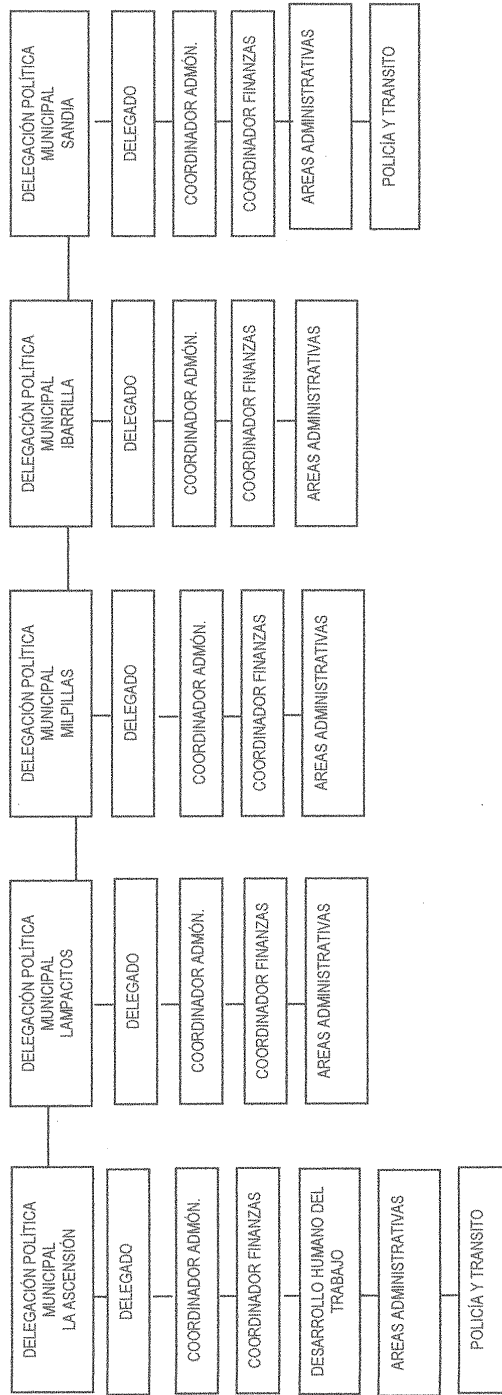 DELEGACIÓN POLÍTICA
MUNICIPAL
LA ASCENSIÓN
DELEGADO
COORDINADOR ADMÓN.
COORDINADOR FINANZAS
DESARROLLO HUMANO DEL
TRABAJO
AREAS ADMINISTRATIVAS
POLICÍA Y TRANSITO
DELEGACIÓN POLÍTICA
MUNICIPAL
LAMPACITOS
DELEGADO
COORDINADOR ADMÓN.
COORDINADOR FINANZAS
AREAS ADMINISTRATIVAS
DELEGACIÓN POLÍTICA
MUNICIPAL
MILPILLAS
DELEGADO
COORDINADOR ADMÓN.
COORDINADOR FINANZAS
AREAS ADMINISTRATIVAS
DELEGACIÓN POLÍTICA
MUNICIPAL
IBARRILLA
DELEGADO
COORDINADOR ADMÓN.
COORDINADOR FINANZAS
AREAS ADMINISTRATIVAS
DELEGACIÓN POLÍTICA
MUNICIPAL
SANDIA
DELEGADO
COORDINADOR ADMÓN.
COORDINADOR FINANZAS
AREAS ADMINISTRATIVAS
POLICÍA Y TRANSITO